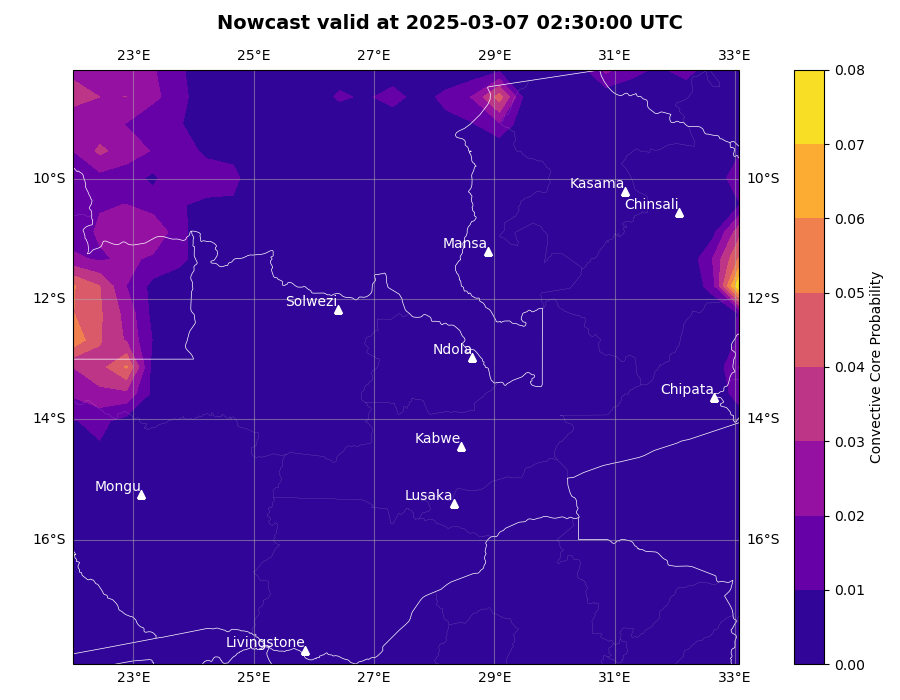 Nowcast valid at 2025-03-07 02:30:00 UTC
23°E 25°E 27°E 29°E 31°E 33°E
0.08
0.07
0.06
0.05
0.04
0.03
0.02
0.01
0.00
Convective Core Probability
10°S 10°S
12°S 12°S
14°S 14°S
16°S 16°S
Kasama
Chinsali
Mansa
Solwezi
Ndola
Chipata
Kabwe
Mongu
Lusaka
Livingstone
23°E 25°E 27°E 29°E 31°E 33°E